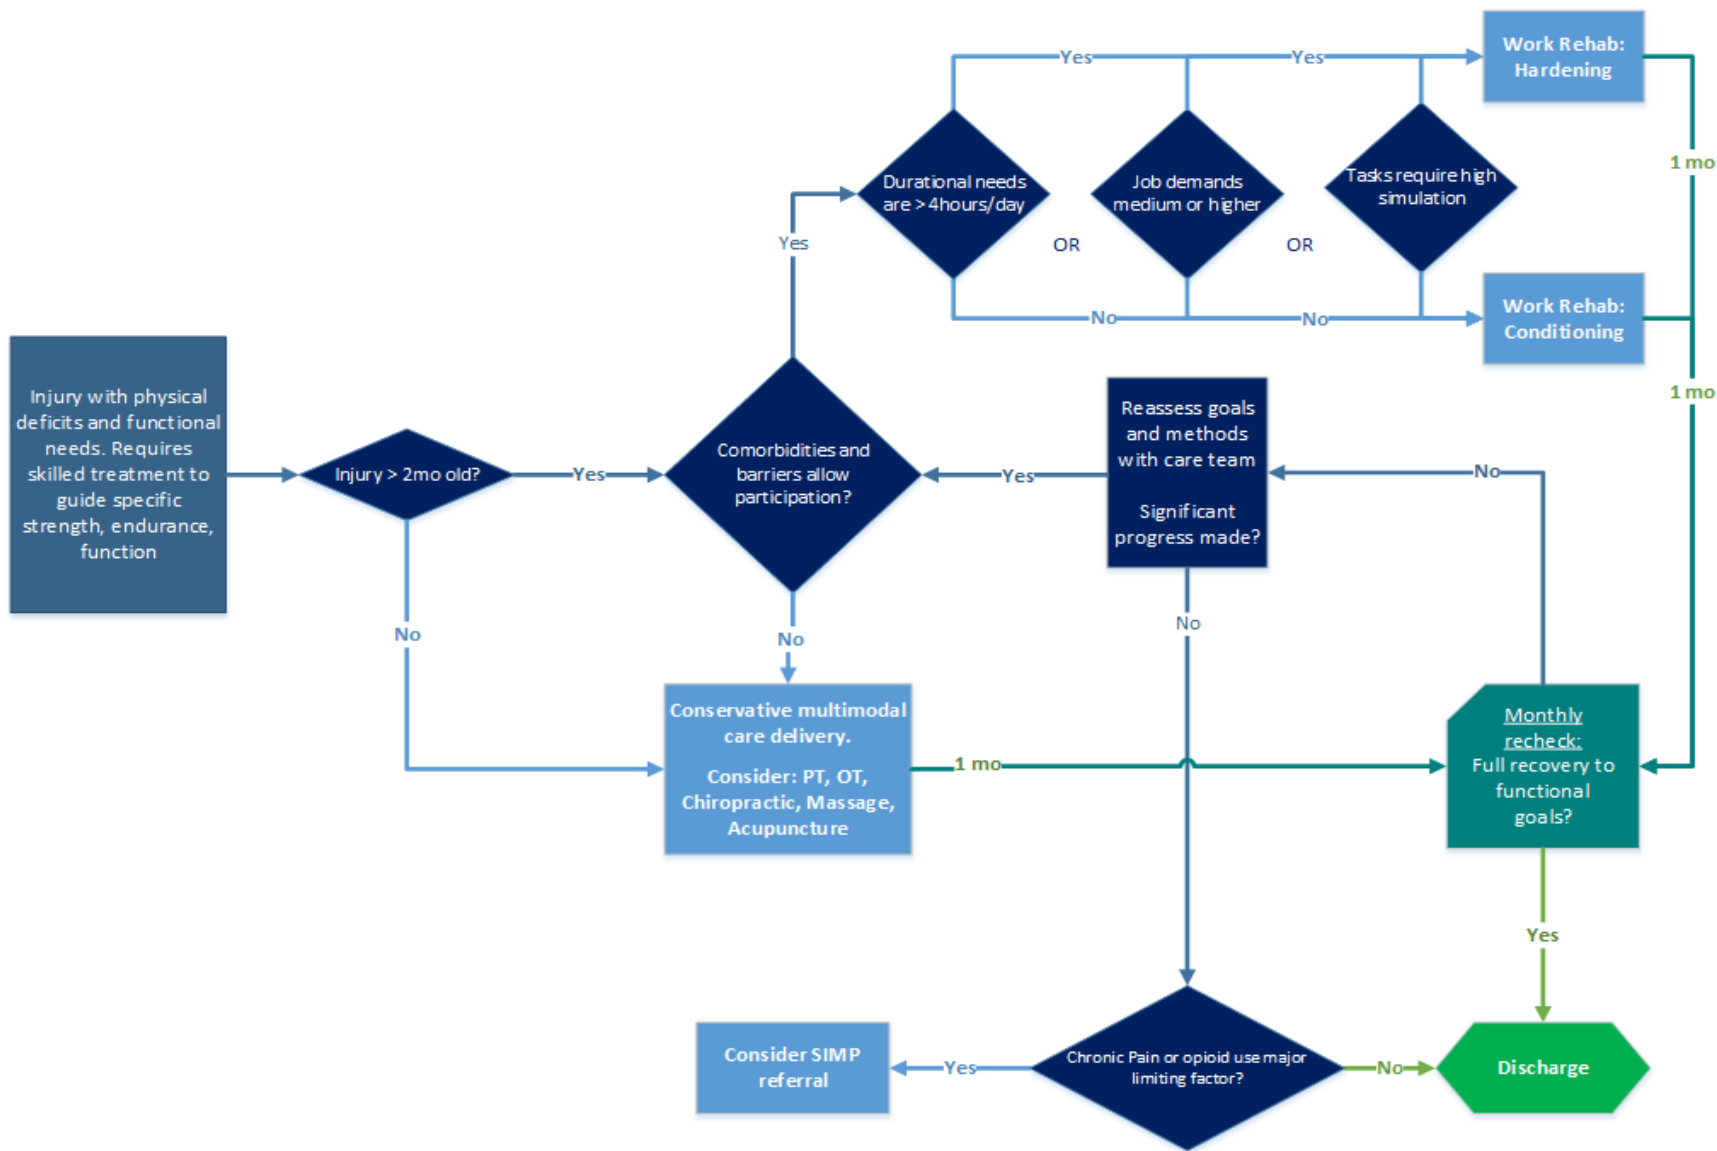 Work Rehab:
Hardening
Yes
Yes
1 mo
Durational needs
are > 4hours/day
Job demands
medium or higher
Tasks require high
simulation
Yes
OR
OR
No
No
Work Rehab:
Conditioning
1 mo
Injury with physical
deficits and functional
needs. Requires
skilled treatment to
guide specific
strength, endurance,
function
Injury > 2mo old?
Yes
Comorbidities and
barriers allow
participation?
Yes
Reassess goals
and methods
with care team
Significant
progress made?
No
No
No
No
Conservative multimodal
care delivery.
Consider: PT, OT,
Chiropractic, Massage,
Acupuncture
1 mo
Monthly
recheck:
Full recovery to
functional
goals?
Yes
Consider SIMP
referral
Yes
Chronic Pain or opioid use major
limiting factor?
No
Discharge